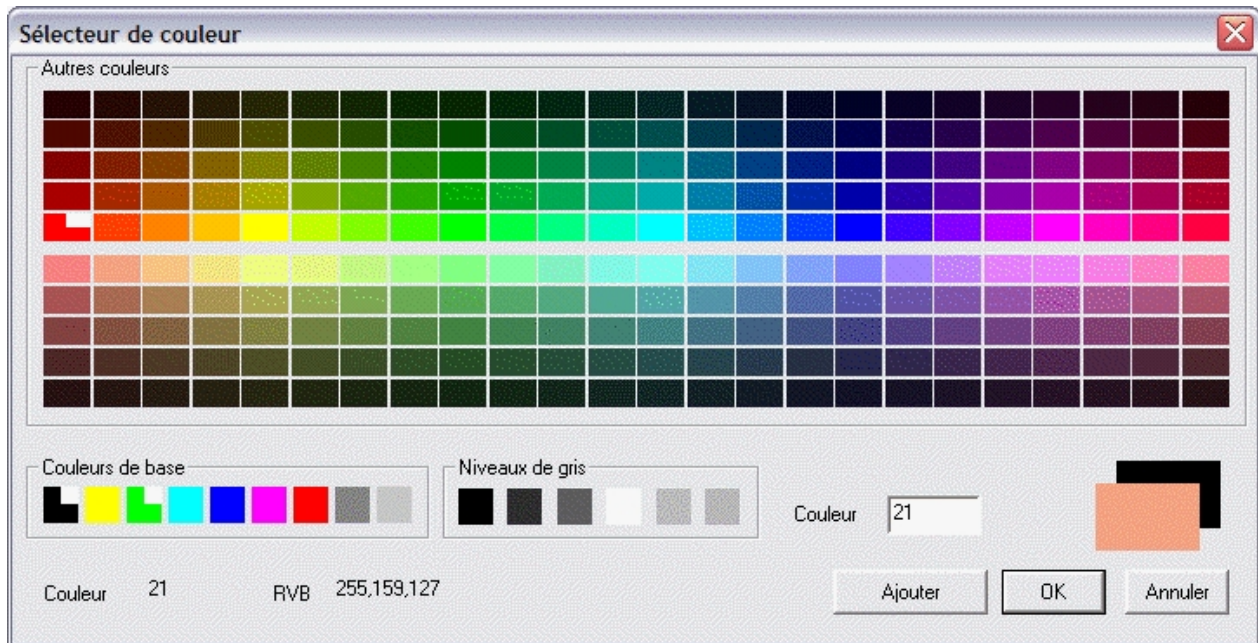 Sélecteur de couleur
Autres couleurs
Couleurs de base
Niveaux de gris
Couleur 21
Couleur 21 RVB 255,159,127
Ajouter OK Annuler